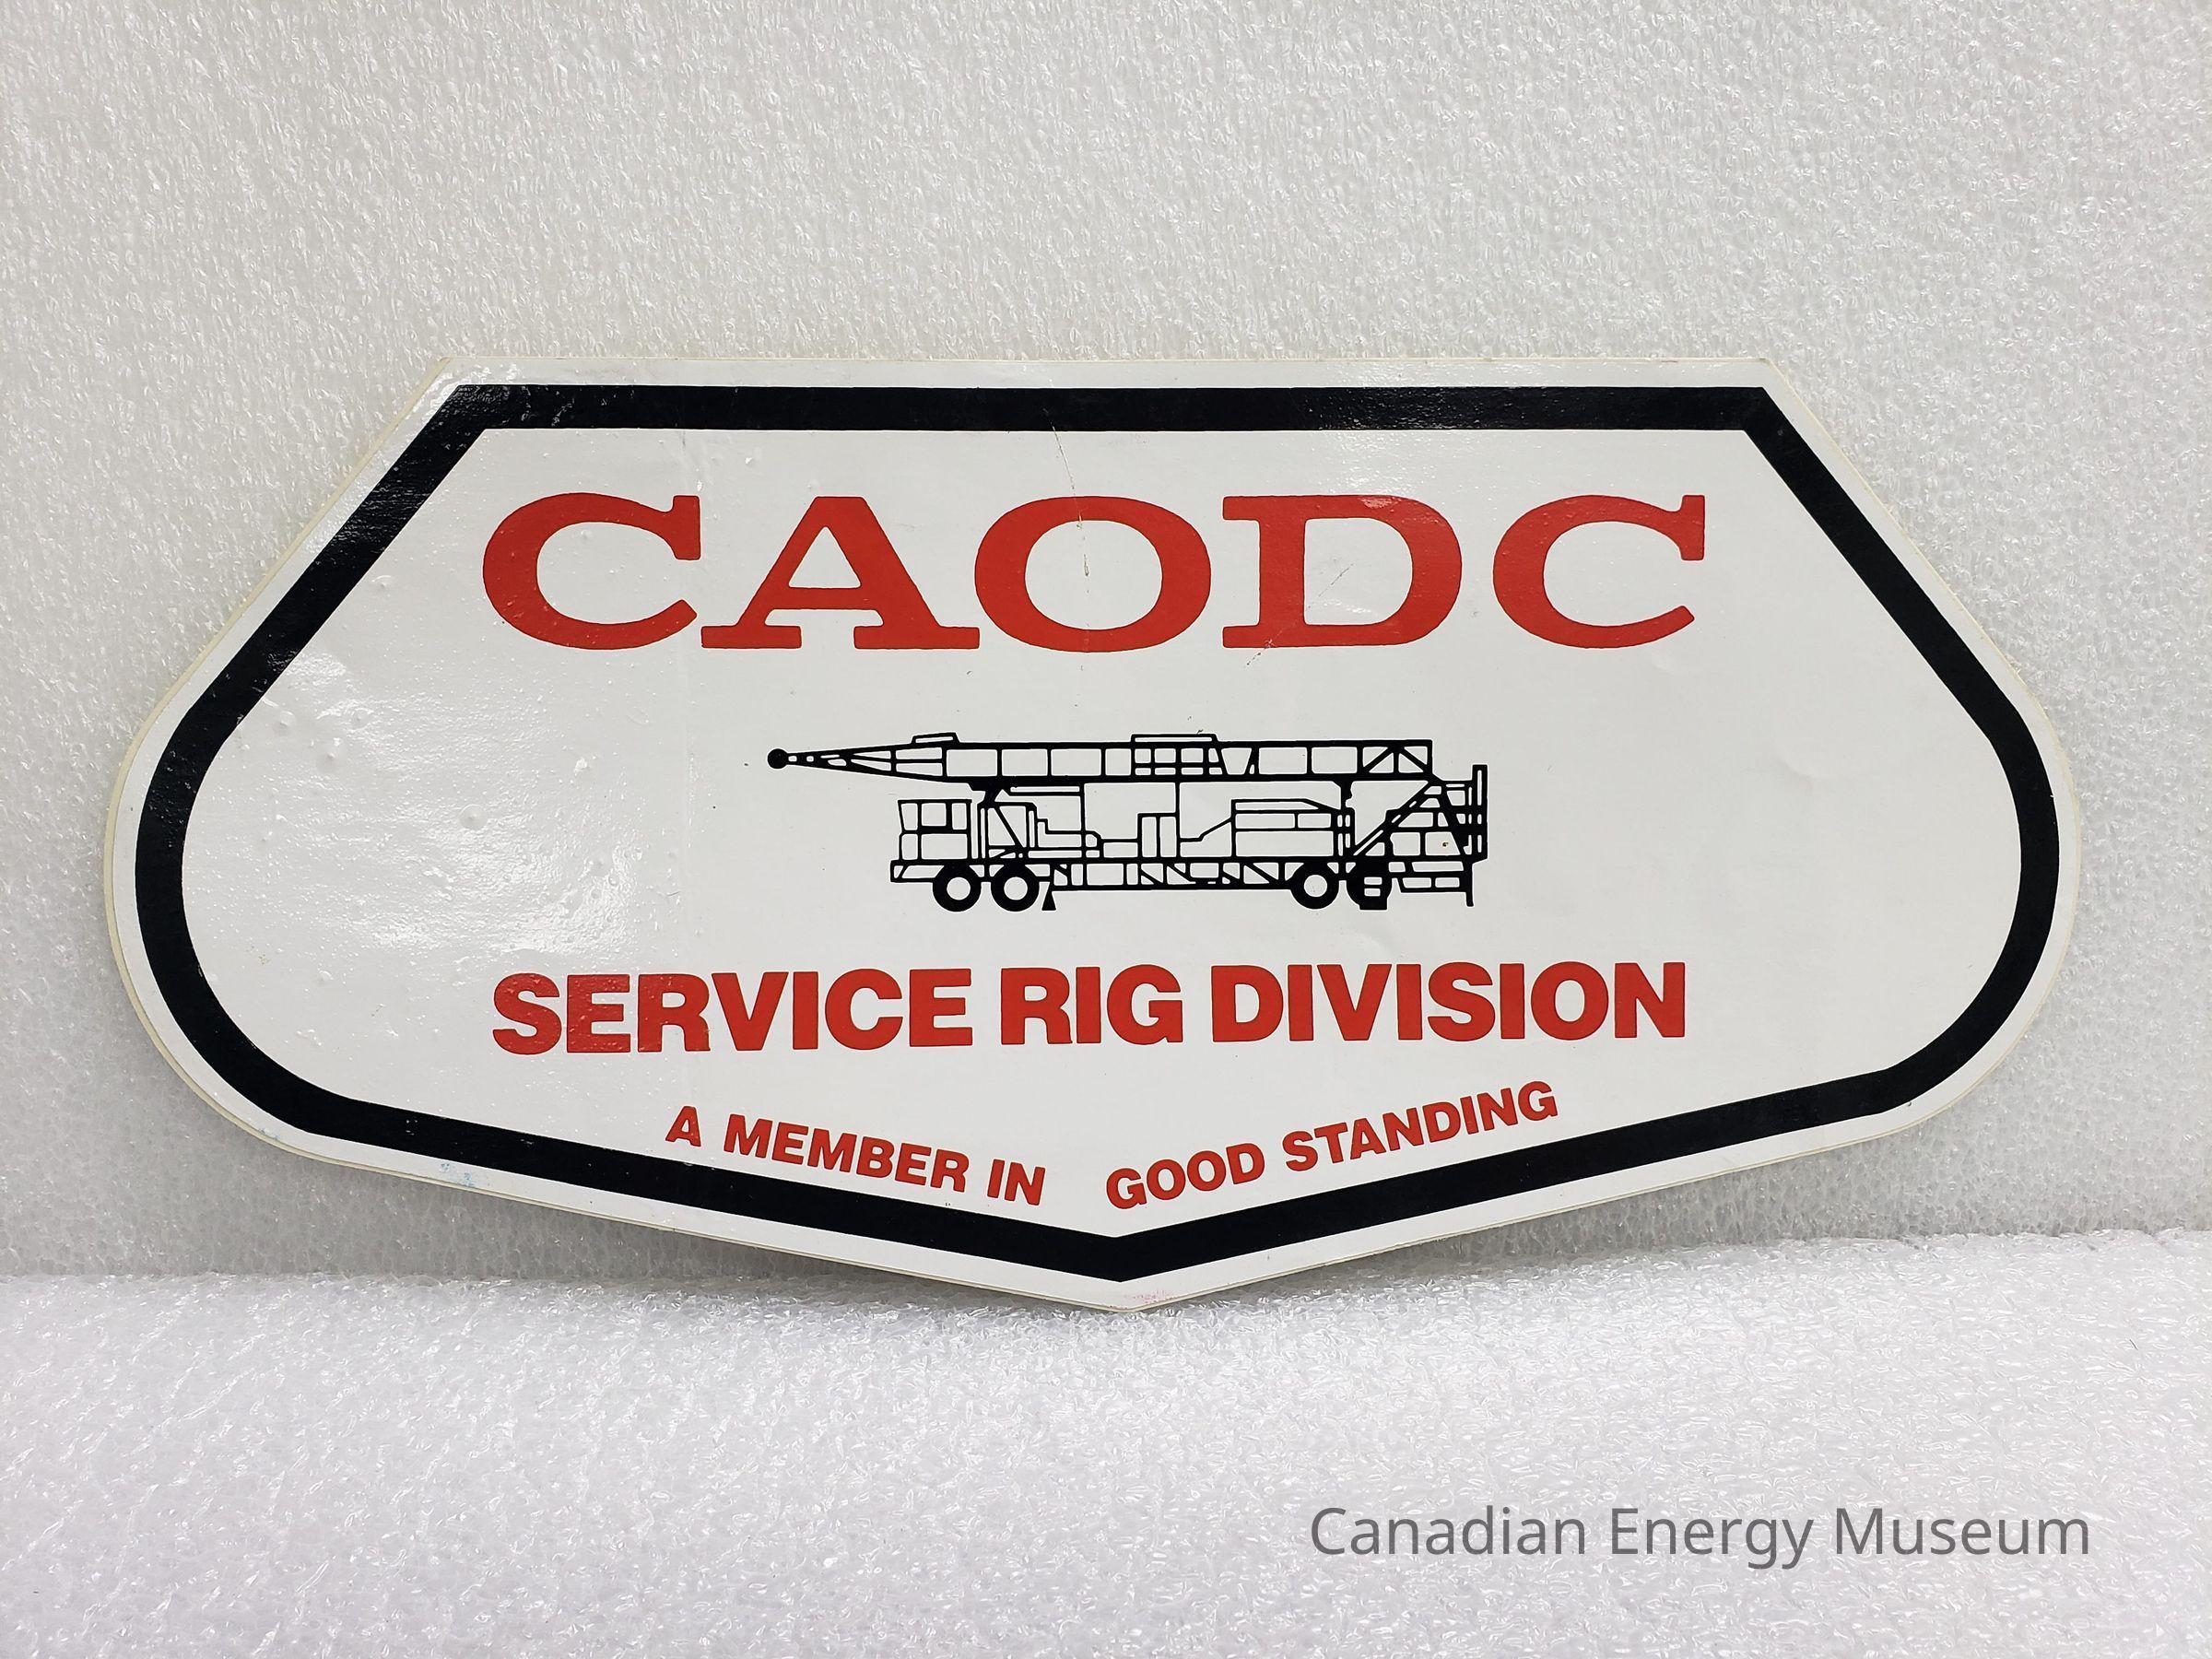 CAODC
SERVICE RIG DIVISION
A MEMBER IN GOOD STANDING
Canadian Energy Museum